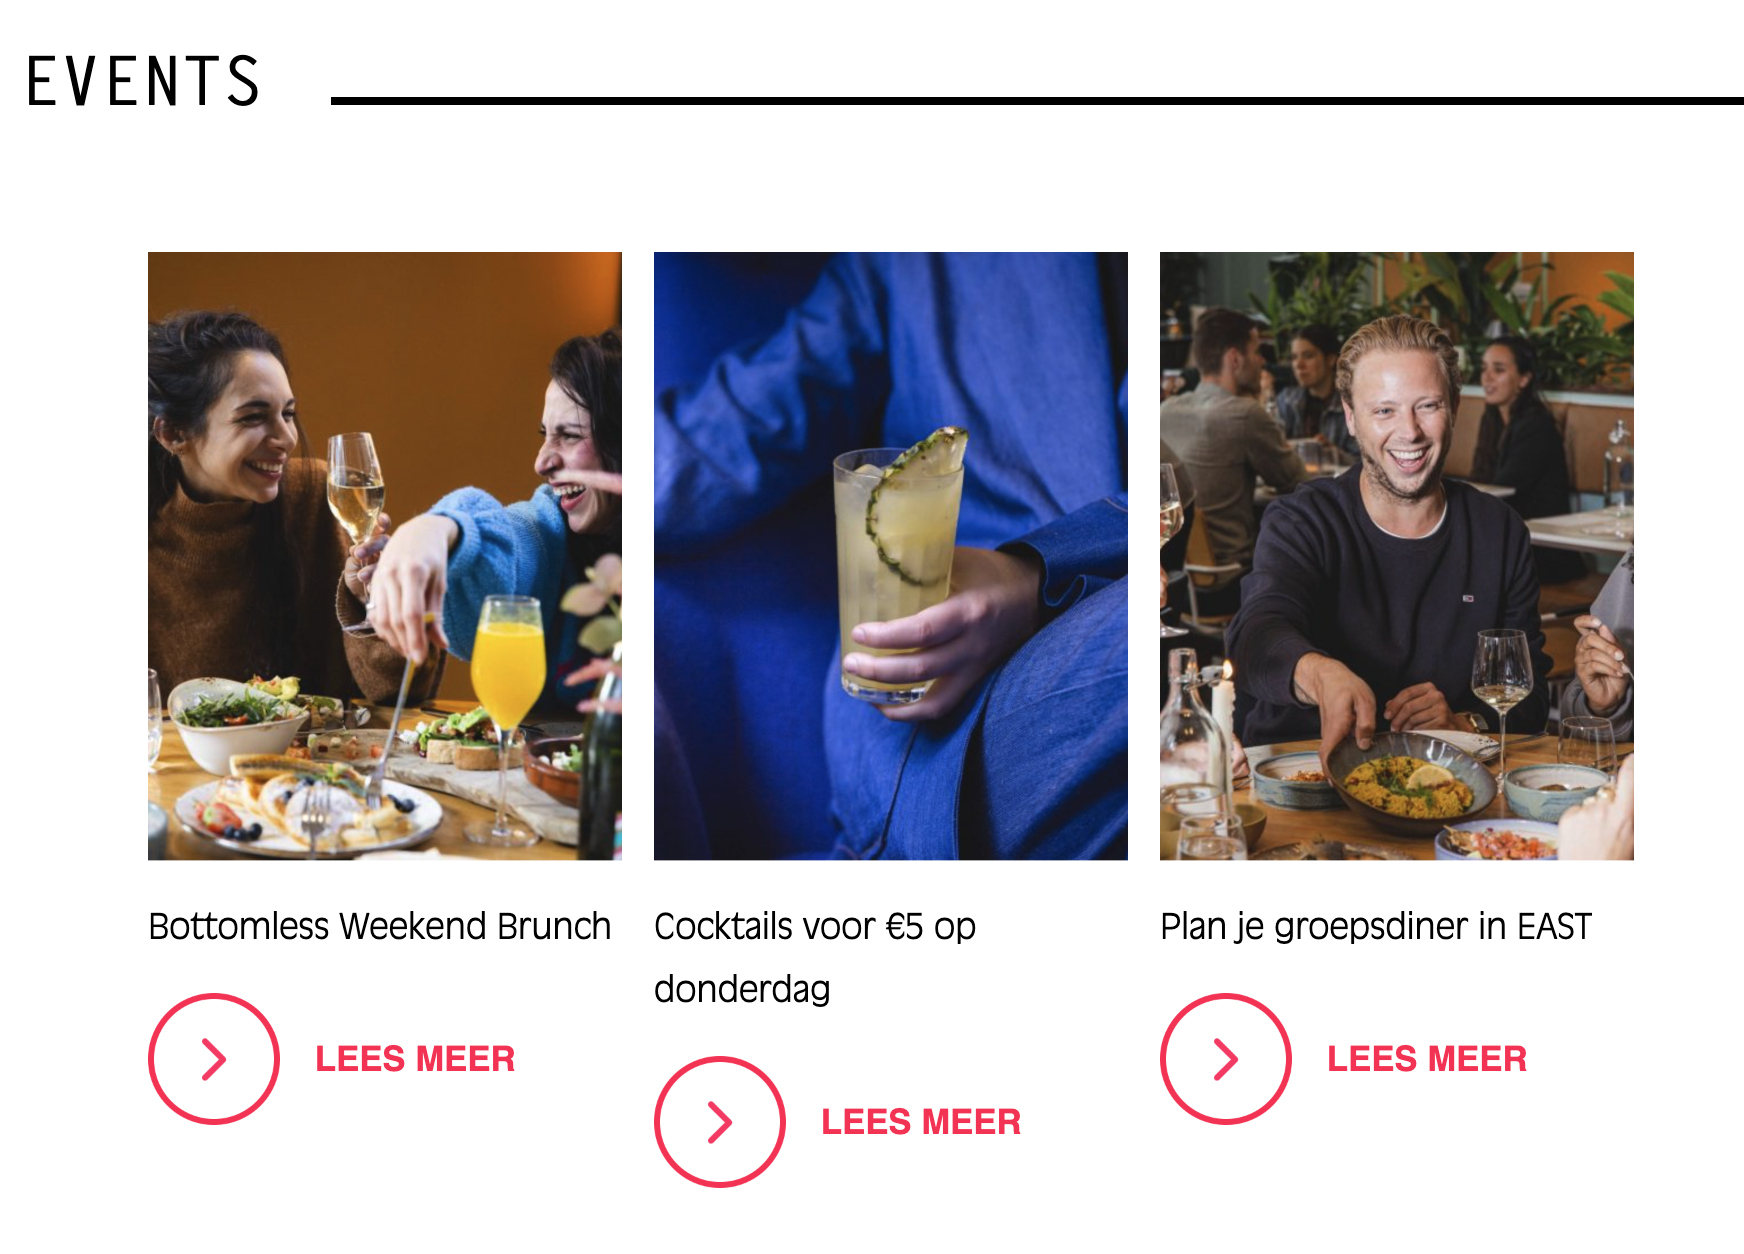 EVENTS
Bottomless Weekend Brunch
LEES MEER
Cocktails voor €5 op
donderdag
LEES MEER
Plan je groepsdiner in EAST
LEES MEER